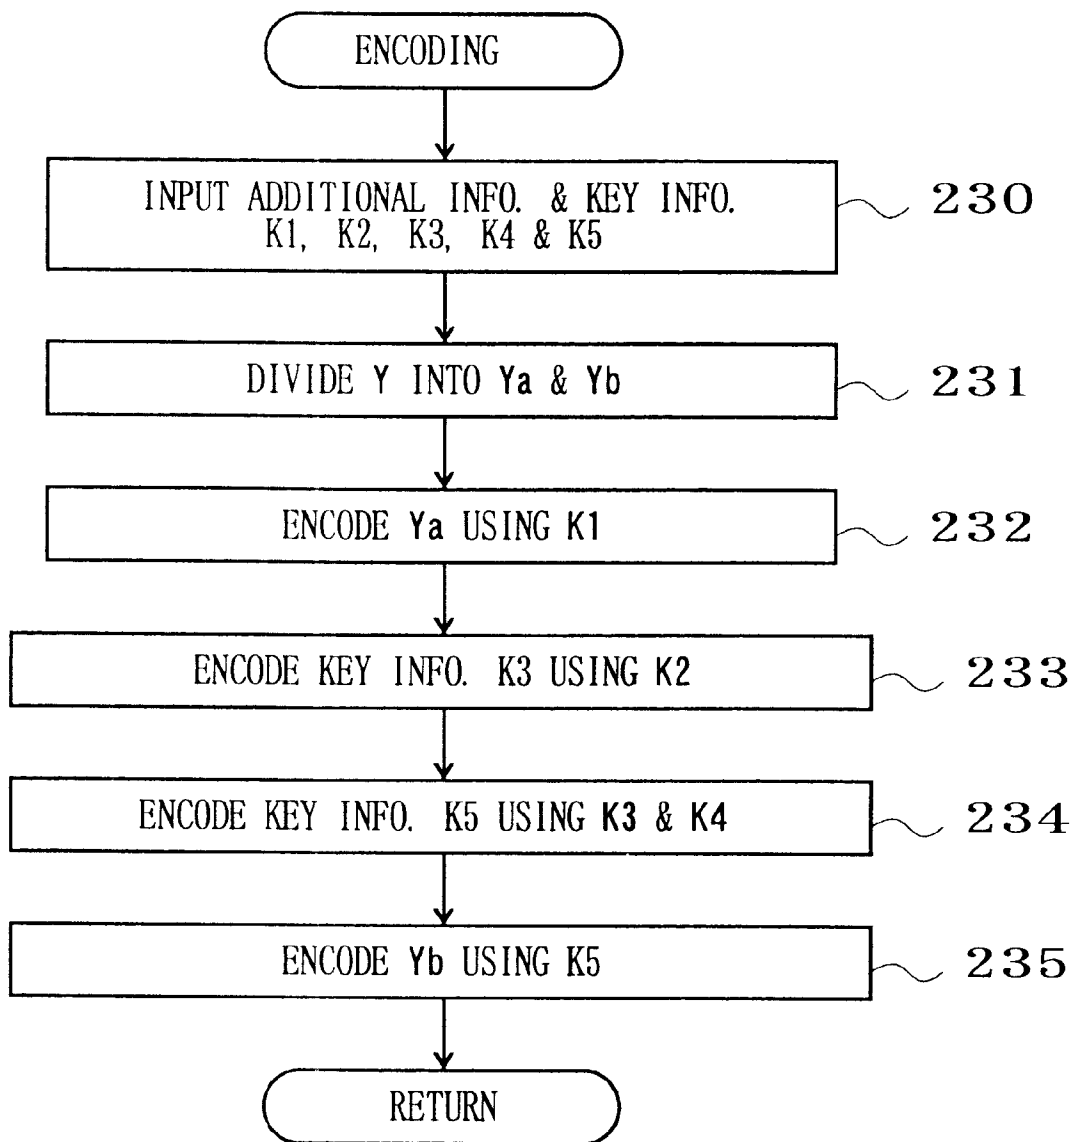 ENCODING
INPUT ADDITIONAL INFO. & KEY INFO.
K1, K2, K3, K4 & K5
230
DIVIDE Y INTO Ya & Yb
231
ENCODE Ya USING K1
232
ENCODE KEY INFO. K3 USING K2
233
ENCODE KEY INFO. K5 USING K3 & K4
234
ENCODE Yb USING K5
235
RETURN